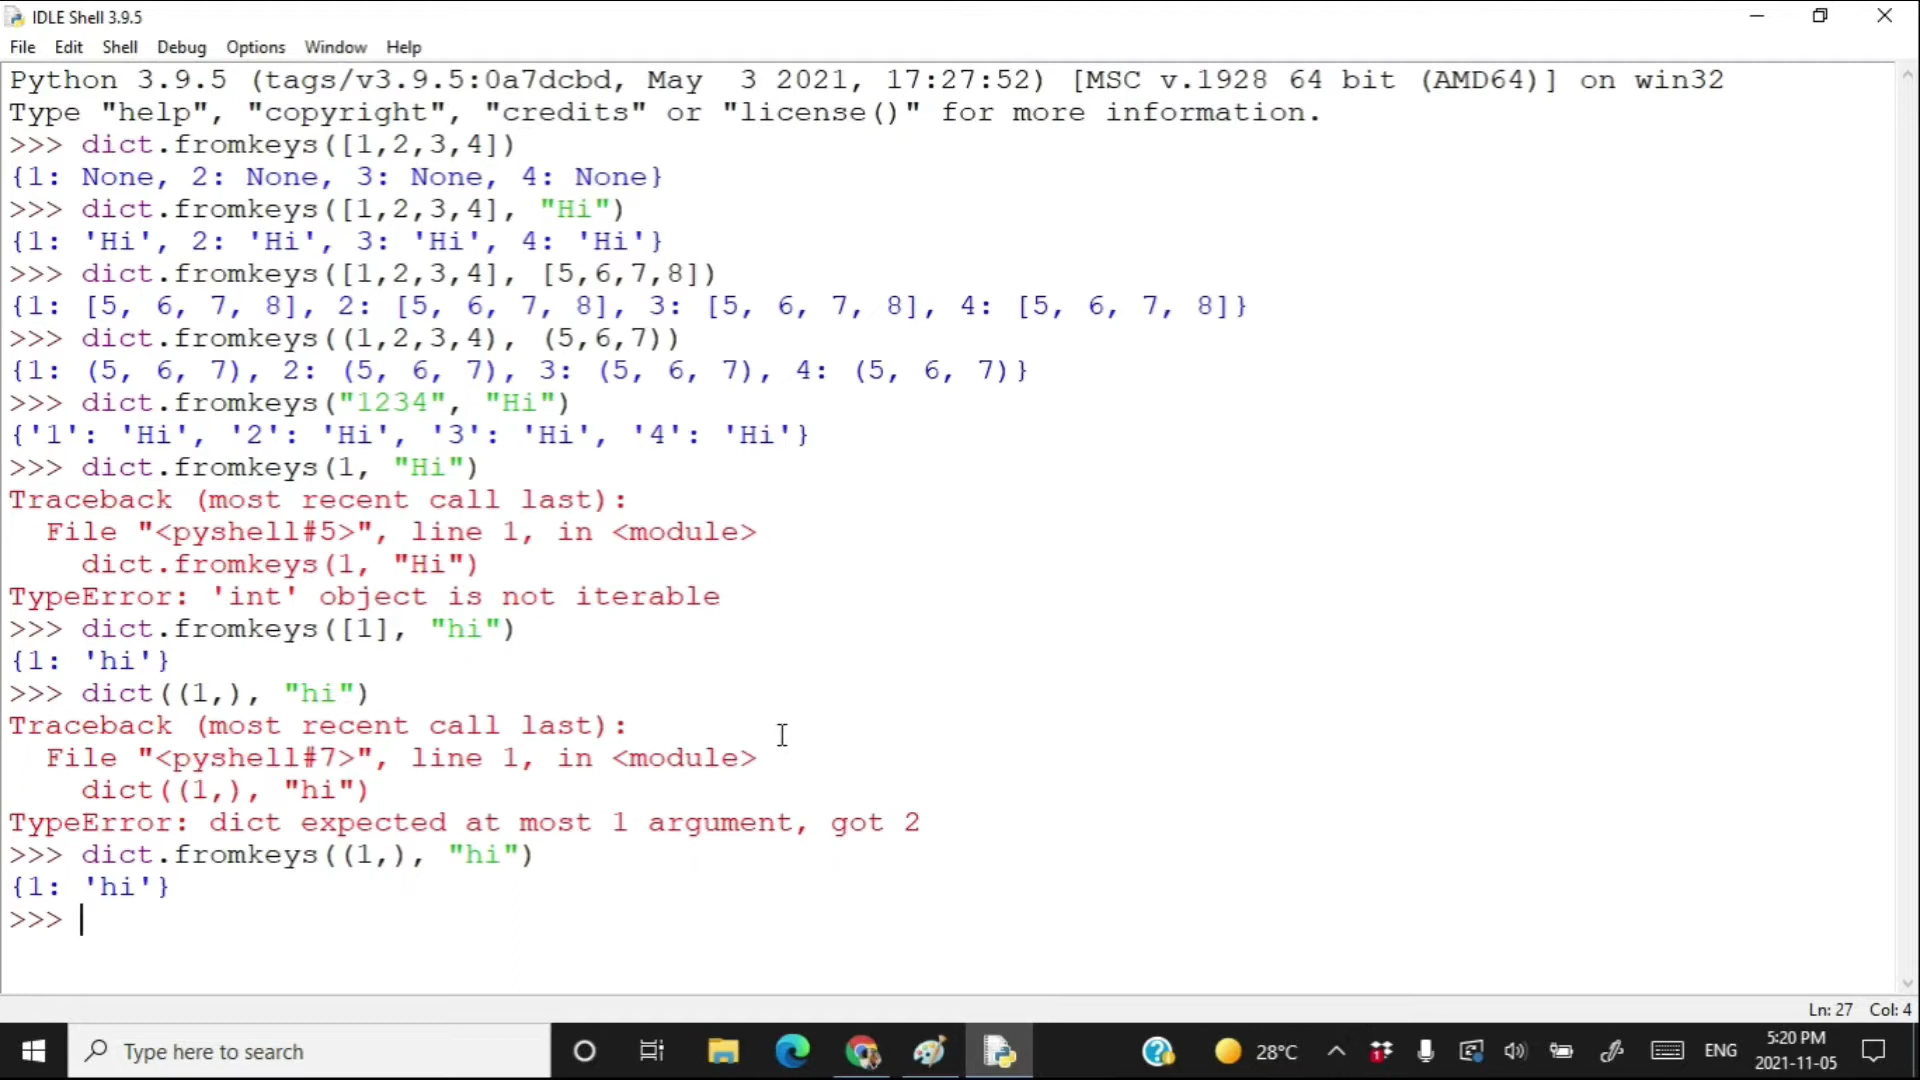 IDLE Shell 3.9.5
File Edit Shell Debug Options Window Help
Python 3.9.5 (tags/v3.9.5:0a7dcbd, May  3 2021, 17:27:52) [MSC v.1928 64 bit (AMD64)] on win32
Type "help", "copyright", "credits" or "license()" for more information.
>>> dict.fromkeys([1,2,3,4])
{1: None, 2: None, 3: None, 4: None}
>>> dict.fromkeys([1,2,3,4], "Hi")
{1: 'Hi', 2: 'Hi', 3: 'Hi', 4: 'Hi'}
>>> dict.fromkeys([1,2,3,4], [5,6,7,8])
{1: [5, 6, 7, 8], 2: [5, 6, 7, 8], 3: [5, 6, 7, 8], 4: [5, 6, 7, 8]}
>>> dict.fromkeys((1,2,3,4), (5,6,7))
{1: (5, 6, 7), 2: (5, 6, 7), 3: (5, 6, 7), 4: (5, 6, 7)}
>>> dict.fromkeys("1234", "Hi")
{'1': 'Hi', '2': 'Hi', '3': 'Hi', '4': 'Hi'}
>>> dict.fromkeys(1, "Hi")
Traceback (most recent call last):
  File "<pyshell#5>", line 1, in <module>
    dict.fromkeys(1, "Hi")
TypeError: 'int' object is not iterable
>>> dict.fromkeys([1], "hi")
{1: 'hi'}
>>> dict((1,), "hi")
Traceback (most recent call last):
  File "<pyshell#7>", line 1, in <module>
    dict((1,), "hi")
TypeError: dict expected at most 1 argument, got 2
>>> dict.fromkeys((1,), "hi")
{1: 'hi'}
>>>
Ln: 27 Col: 4
Type here to search
28°C
ENG
5:20 PM
2021-11-05